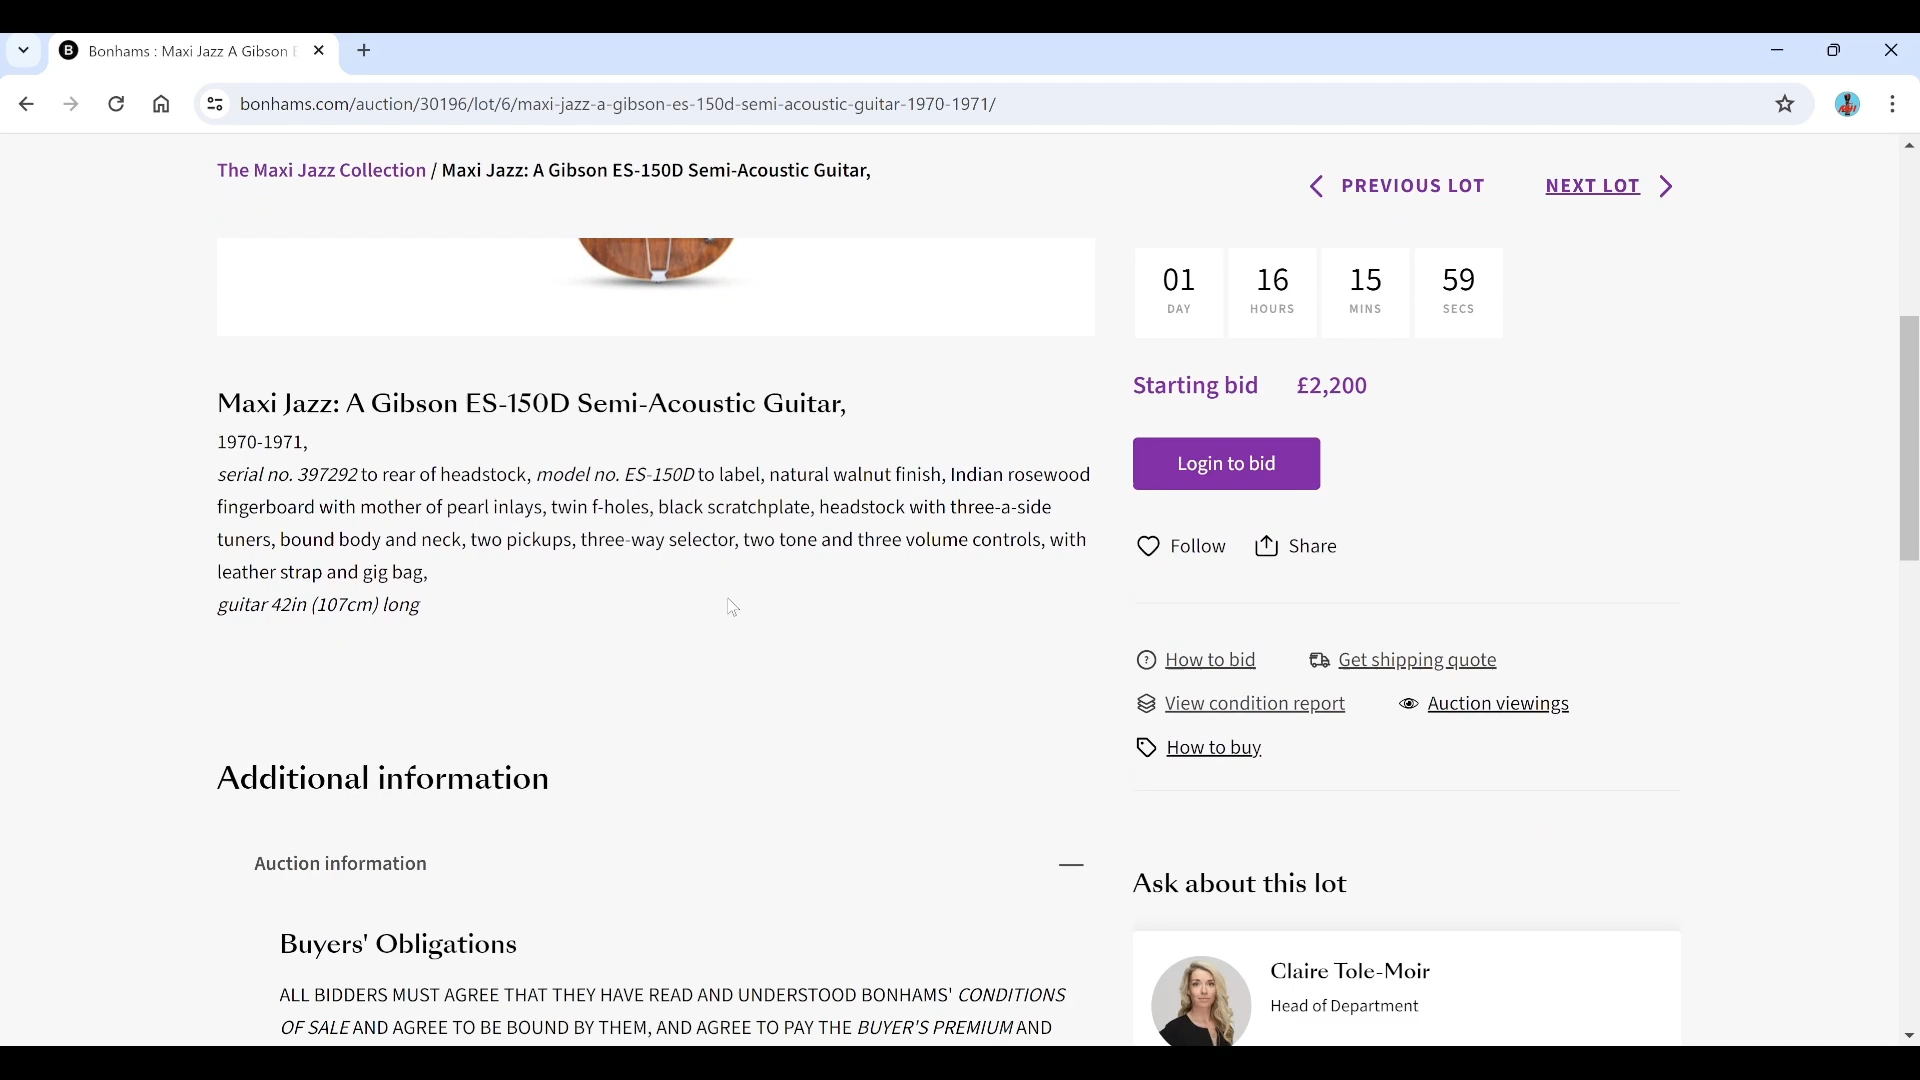 B Bonhams : Maxi Jazz A Gibson
bonhams.com/auction/30196/lot/6/maxi-jazz-a-gibson-es-150d-semi-acoustic-guitar-1970-1971/
The Maxi Jazz Collection / Maxi Jazz: A Gibson ES-150D Semi-Acoustic Guitar,
PREVIOUS LOT NEXT LOT
01 16 15 59
DAY HOURS MINS SECS
Starting bid £2,200
Maxi Jazz: A Gibson ES-150D Semi-Acoustic Guitar,
1970-1971,
serial no. 397292 to rear of headstock, model no. ES-150D to label, natural walnut finish, Indian rosewood
fingerboard with mother of pearl inlays, twin f-holes, black scratchplate, headstock with three-a-side
tuners, bound body and neck, two pickups, three-way selector, two tone and three volume controls, with
leather strap and gig bag,
guitar 42in (107cm) long
Login to bid
Follow Share
How to bid Get shipping quote
View condition report Auction viewings
How to buy
Additional information
Auction information
Buyers' Obligations
ALL BIDDERS MUST AGREE THAT THEY HAVE READ AND UNDERSTOOD BONHAMS' CONDITIONS
OF SALE AND AGREE TO BE BOUND BY THEM, AND AGREE TO PAY THE BUYER'S PREMIUM AND
Ask about this lot
Claire Tole-Moir
Head of Department